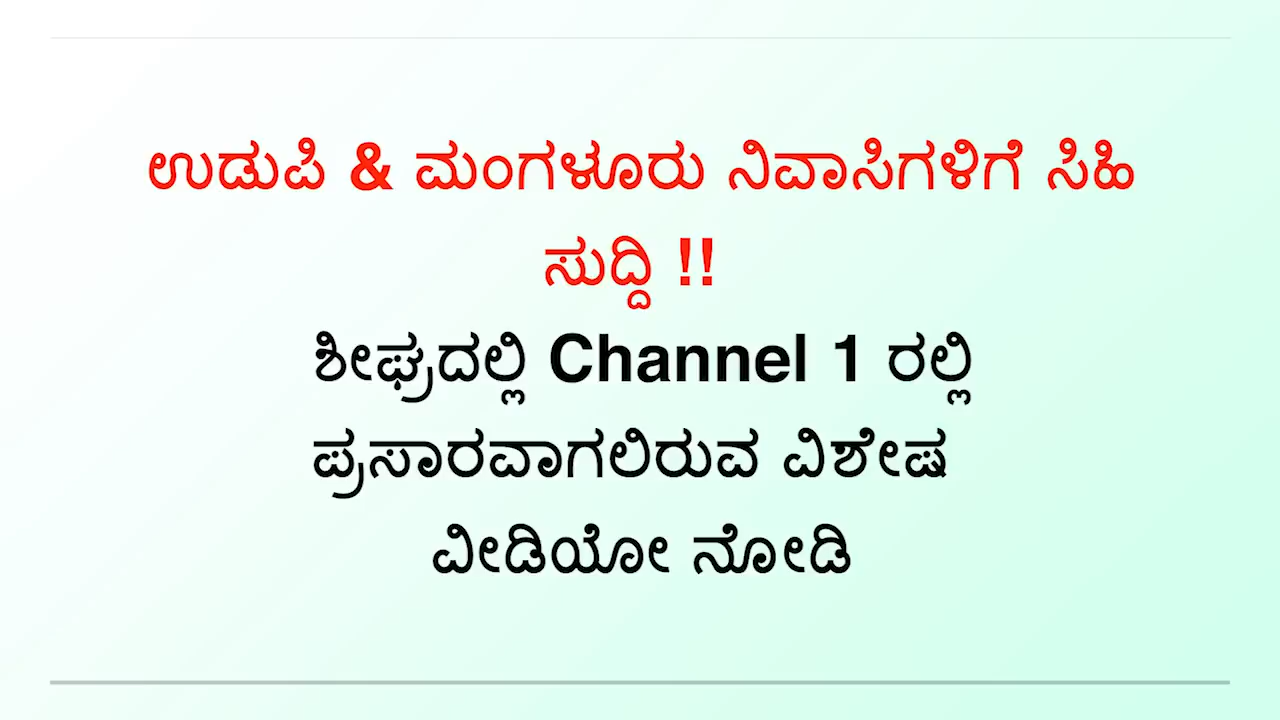 ಉಡುಪಿ & ಮಂಗಳೂರು ನಿವಾಸಿಗಳಿಗೆ ಸಿಹಿ
ಸುದ್ದಿ !!
ಶೀಘ್ರದಲ್ಲಿ Channel 1 ರಲ್ಲಿ
ಪ್ರಸಾರವಾಗಲಿರುವ ವಿಶೇಷ
ವೀಡಿಯೋ ನೋಡಿ